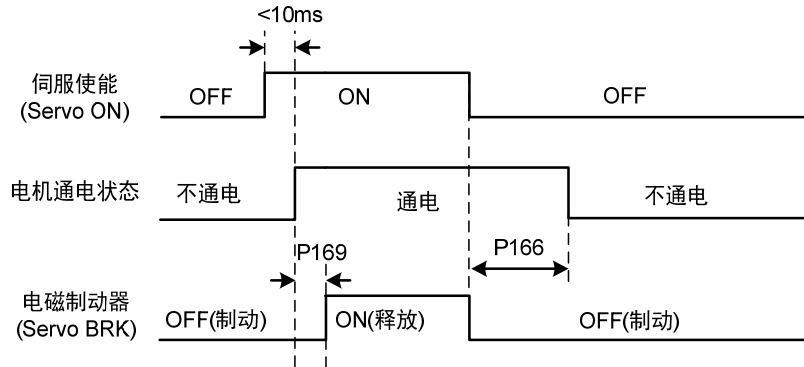 <10ms
伺服使能
(Servo ON)
OFF
ON
OFF
电机通电状态
不通电
通电
不通电
P169
P166
电磁制动器
(Servo BRK)
OFF(制动)
ON(释放)
OFF(制动)